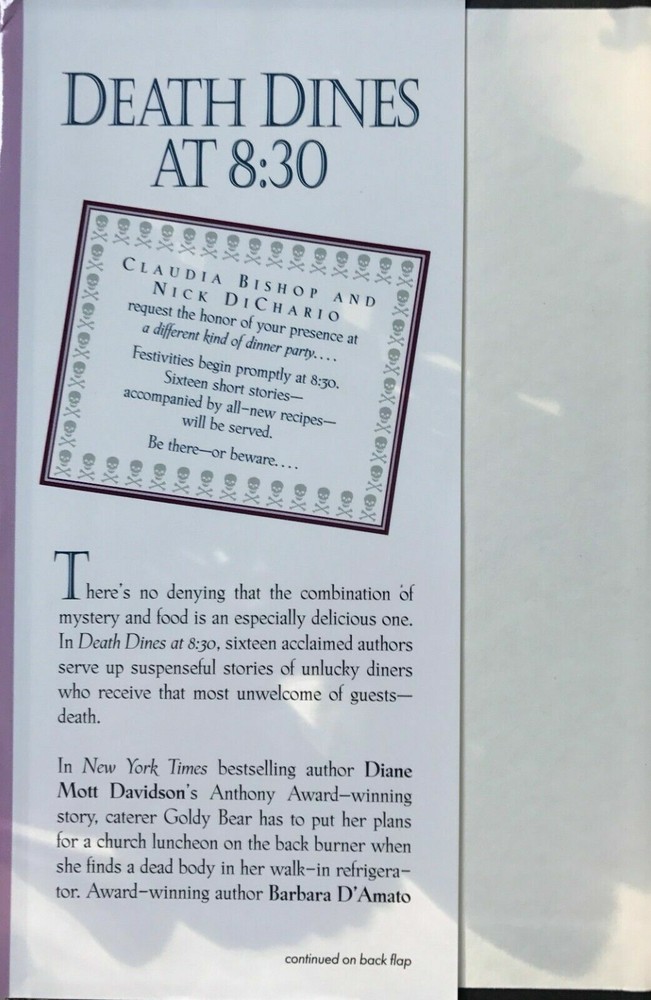 DEATH DINES
AT 8:30
CLAUDIA BISHOP AND
NICK DICHARIO
request the honor of your presence at
a different kind of dinner party....
Festivities begin promptly at 8:30.
Sixteen short stories—
accompanied by all-new recipes—
will be served.
Be there—or beware....
There's no denying that the combination of
mystery and food is an especially delicious one.
In Death Dines at 8:30, sixteen acclaimed authors
serve up suspenseful stories of unlucky diners
who receive that most unwelcome of guests—
death.
In New York Times bestselling author Diane
Mott Davidson's Anthony Award-winning
story, caterer Goldy Bear has to put her plans
for a church luncheon on the back burner when
she finds a dead body in her walk-in refrigera-
tor. Award-winning author Barbara D'Amato
continued on back flap